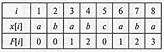 i 1 2 3 4 5 6 7 8
x[i] a b a b c a b a
F[i] 0 0 1 2 0 1 2 3